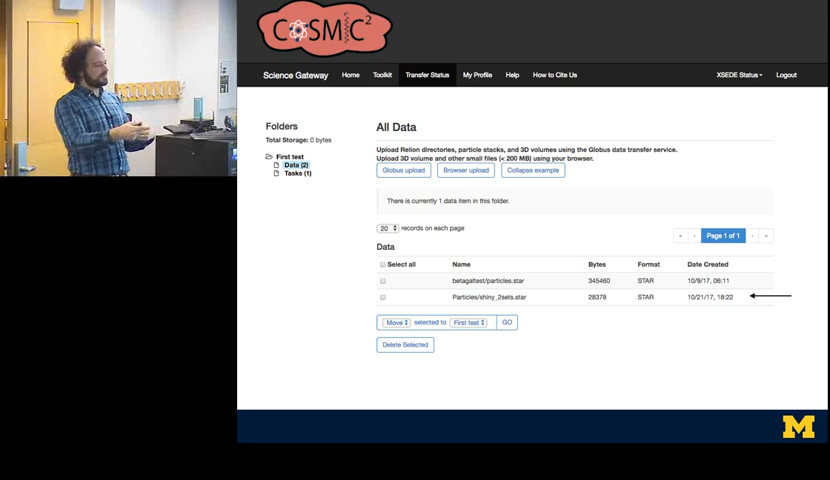 COSMIC2
Science Gateway Home Toolkit Transfer Status My Profile Help How to Cite Us XSEDE Status Logout
Folders
Total Storage: 0 bytes
First test
Data (2)
Tasks (1)
All Data
Upload Relion directories, particle stacks, and 3D volumes using the Globus data transfer service.
Upload 3D volume and other small files (< 200 MB) using your browser.
Globus upload Browser upload Collapse example
There is currently 1 data item in this folder.
20 records on each page
« ‹ Page 1 of 1 › »
Data
Select all Name Bytes Format Date Created
betagaltest/particles.star 345460 STAR 10/9/17, 06:11
Particles/shiny_2sets.star 28378 STAR 10/21/17, 18:22
Move selected to First test GO
Delete Selected
M